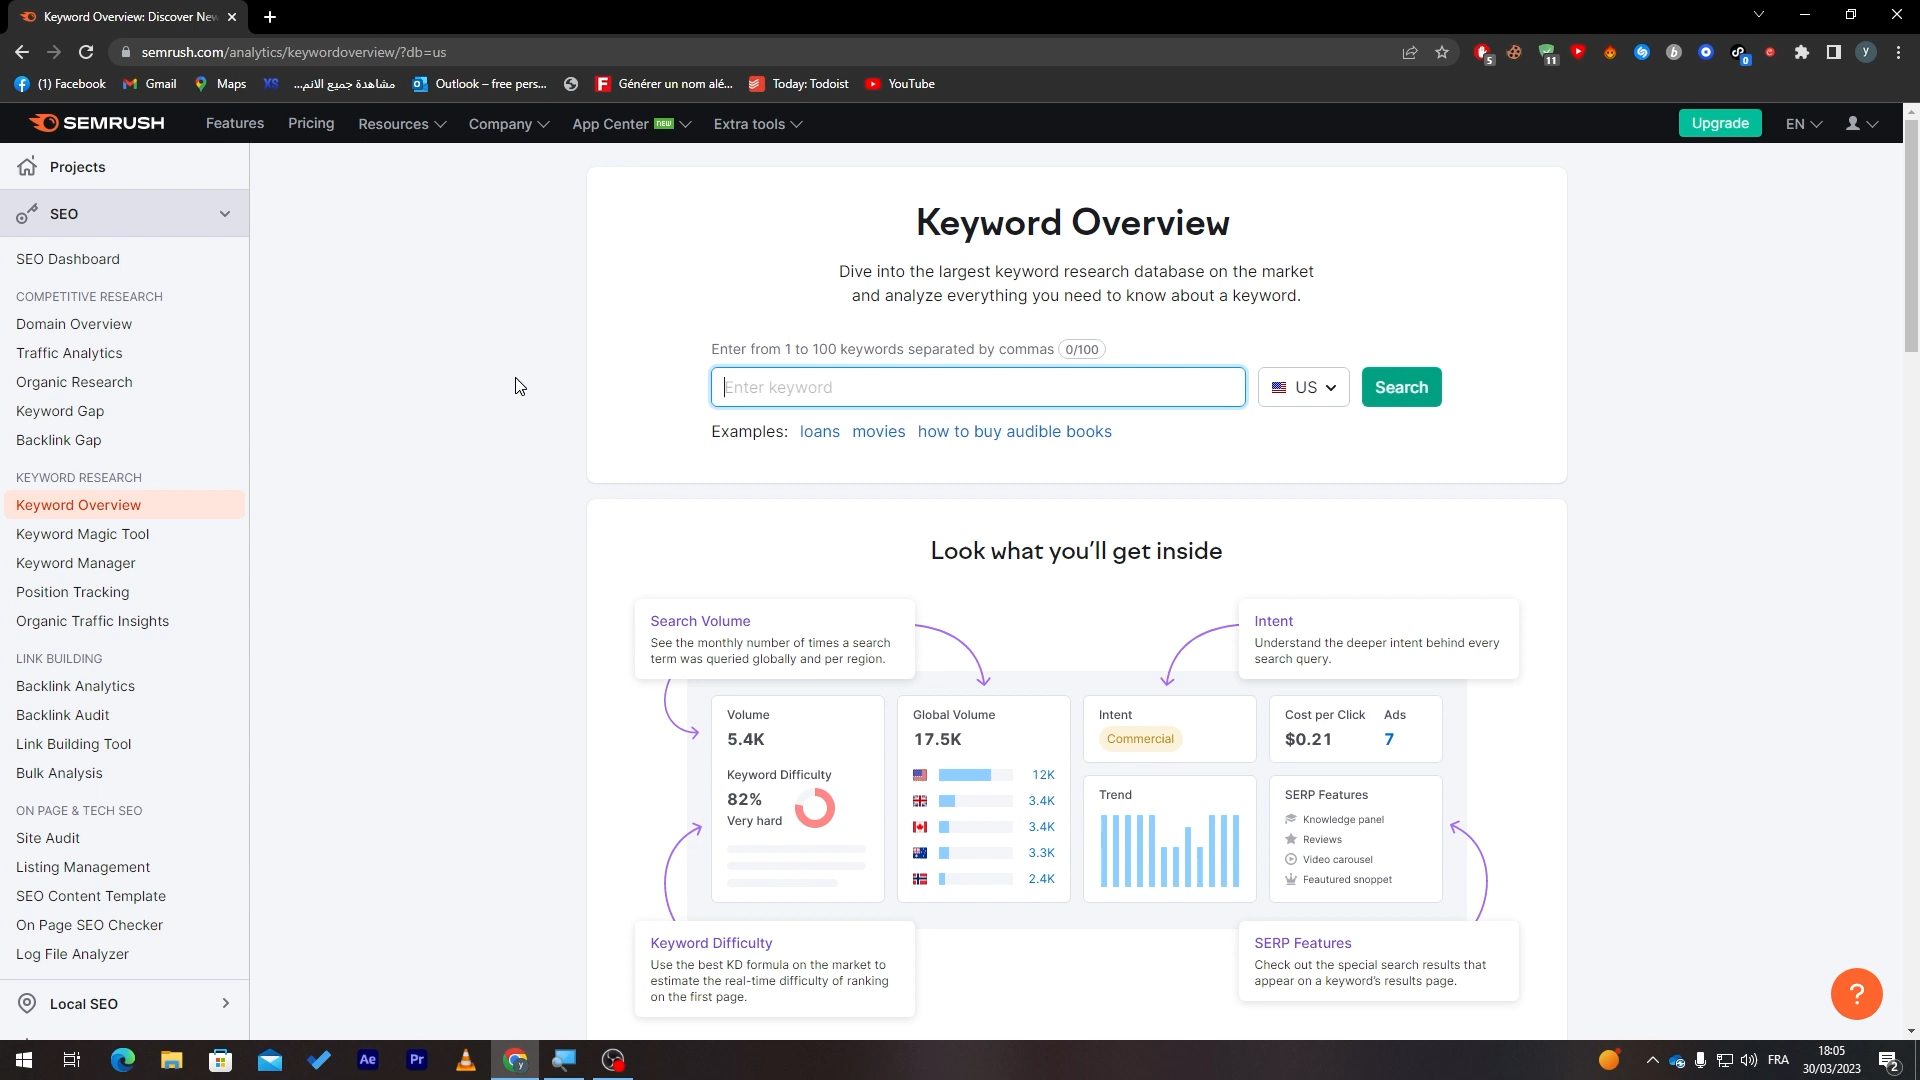 Keyword Overview: Discover New
semrush.com/analytics/keywordoverview/?db=us
5
11
0
y
(1) Facebook
Gmail
Maps
XS
مشاهدة جميع الانم...
Outlook – free pers...
Générer un nom alé...
Today: Todoist
YouTube
SEMRUSH
Features
Pricing
Resources
Company
App Center NEW
Extra tools
Upgrade
EN
Projects
SEO
SEO Dashboard
COMPETITIVE RESEARCH
Domain Overview
Traffic Analytics
Organic Research
Keyword Gap
Backlink Gap
KEYWORD RESEARCH
Keyword Overview
Keyword Magic Tool
Keyword Manager
Position Tracking
Organic Traffic Insights
LINK BUILDING
Backlink Analytics
Backlink Audit
Link Building Tool
Bulk Analysis
ON PAGE & TECH SEO
Site Audit
Listing Management
SEO Content Template
On Page SEO Checker
Log File Analyzer
Local SEO
Keyword Overview
Dive into the largest keyword research database on the market
and analyze everything you need to know about a keyword.
Enter from 1 to 100 keywords separated by commas 0/100
Enter keyword
US
Search
Examples: loans movies how to buy audible books
Look what you'll get inside
Search Volume
See the monthly number of times a search
term was queried globally and per region.
Intent
Understand the deeper intent behind every
search query.
Volume
5.4K
Keyword Difficulty
82%
Very hard
Global Volume
17.5K
12K
3.4K
3.4K
3.3K
2.4K
Intent
Commercial
Trend
Cost per Click Ads
$0.21 7
SERP Features
Knowledge panel
Reviews
Video carousel
Feautured snoppet
Keyword Difficulty
Use the best KD formula on the market to
estimate the real-time difficulty of ranking
on the first page.
SERP Features
Check out the special search results that
appear on a keyword's results page.
?
Ae
Pr
FRA
18:05
30/03/2023
2